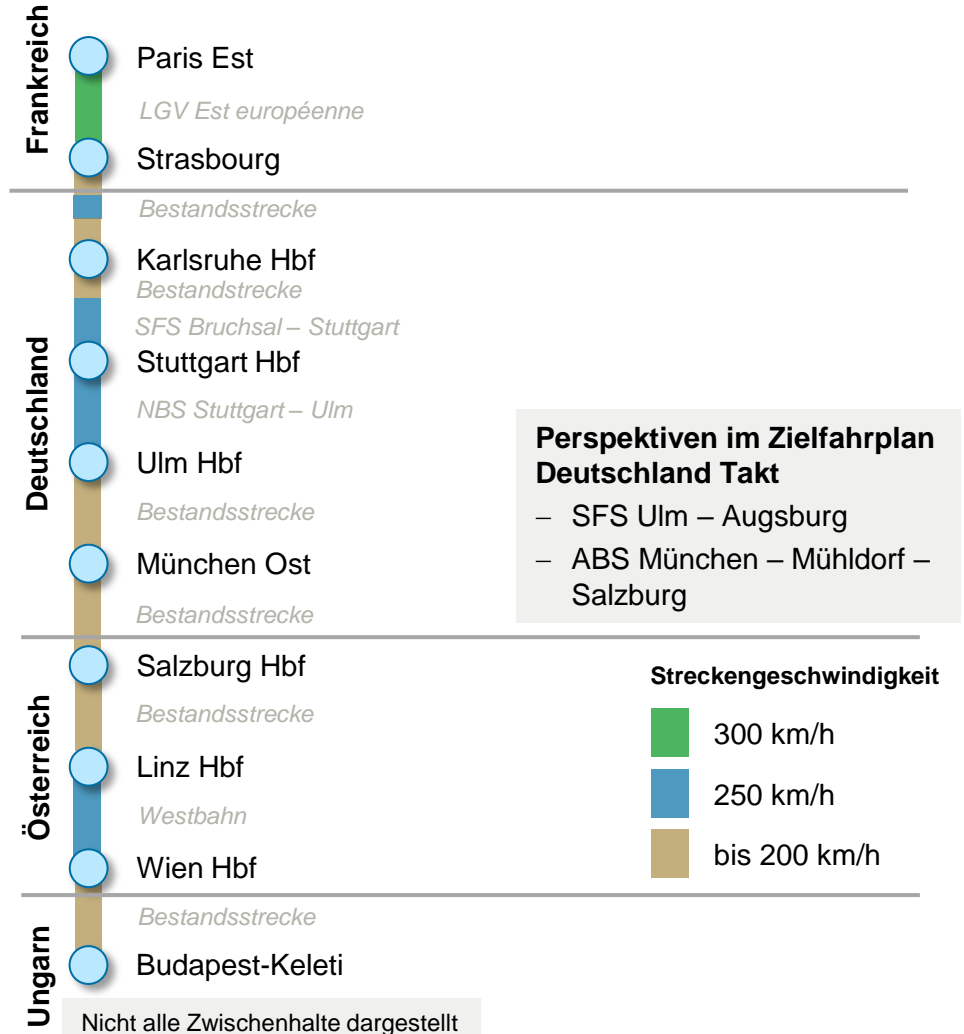 Frankreich
Paris Est
LGV Est européenne
Strasbourg
Deutschland
Bestandsstrecke
Karlsruhe Hbf
Bestandstrecke
SFS Bruchsal – Stuttgart
Stuttgart Hbf
NBS Stuttgart – Ulm
Ulm Hbf
Bestandsstrecke
München Ost
Bestandsstrecke
Perspektiven im Zielfahrplan
Deutschland Takt
– SFS Ulm – Augsburg
– ABS München – Mühldorf –
Salzburg
Österreich
Salzburg Hbf
Bestandsstrecke
Linz Hbf
Westbahn
Wien Hbf
Streckengeschwindigkeit
300 km/h
250 km/h
bis 200 km/h
Ungarn
Bestandsstrecke
Budapest-Keleti
Nicht alle Zwischenhalte dargestellt